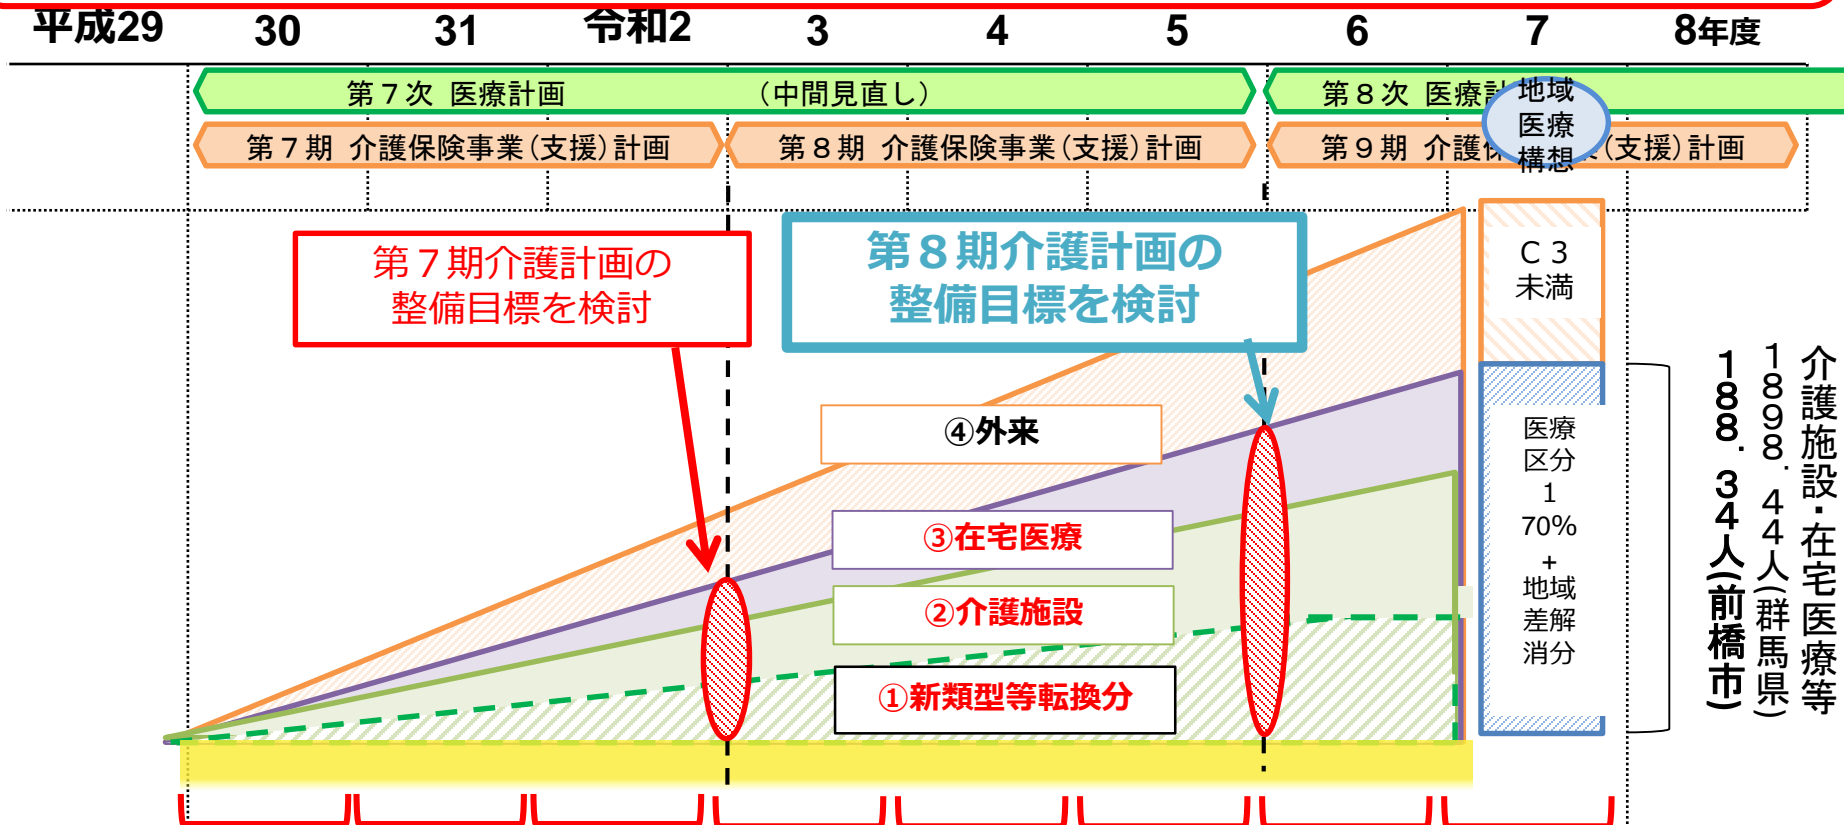 平成29 30 31 令和2 3 4 5 6 7 8年度
第７次 医療計画 （中間見直し）
第８次 医療計
地域
医療
構想
第７期 介護保険事業（支援）計画
第８期 介護保険事業（支援）計画
第９期 介護保
（支援）計画
第７期介護計画の
整備目標を検討
第８期介護計画の
整備目標を検討
Ｃ３
未満
④外来
③在宅医療
②介護施設
①新類型等転換分
医療
区分
1
70%
+
地域
差解
消分
介護施設・在宅医療等
１８９８．４４人（群馬県）
１８８．３４人（前橋市）